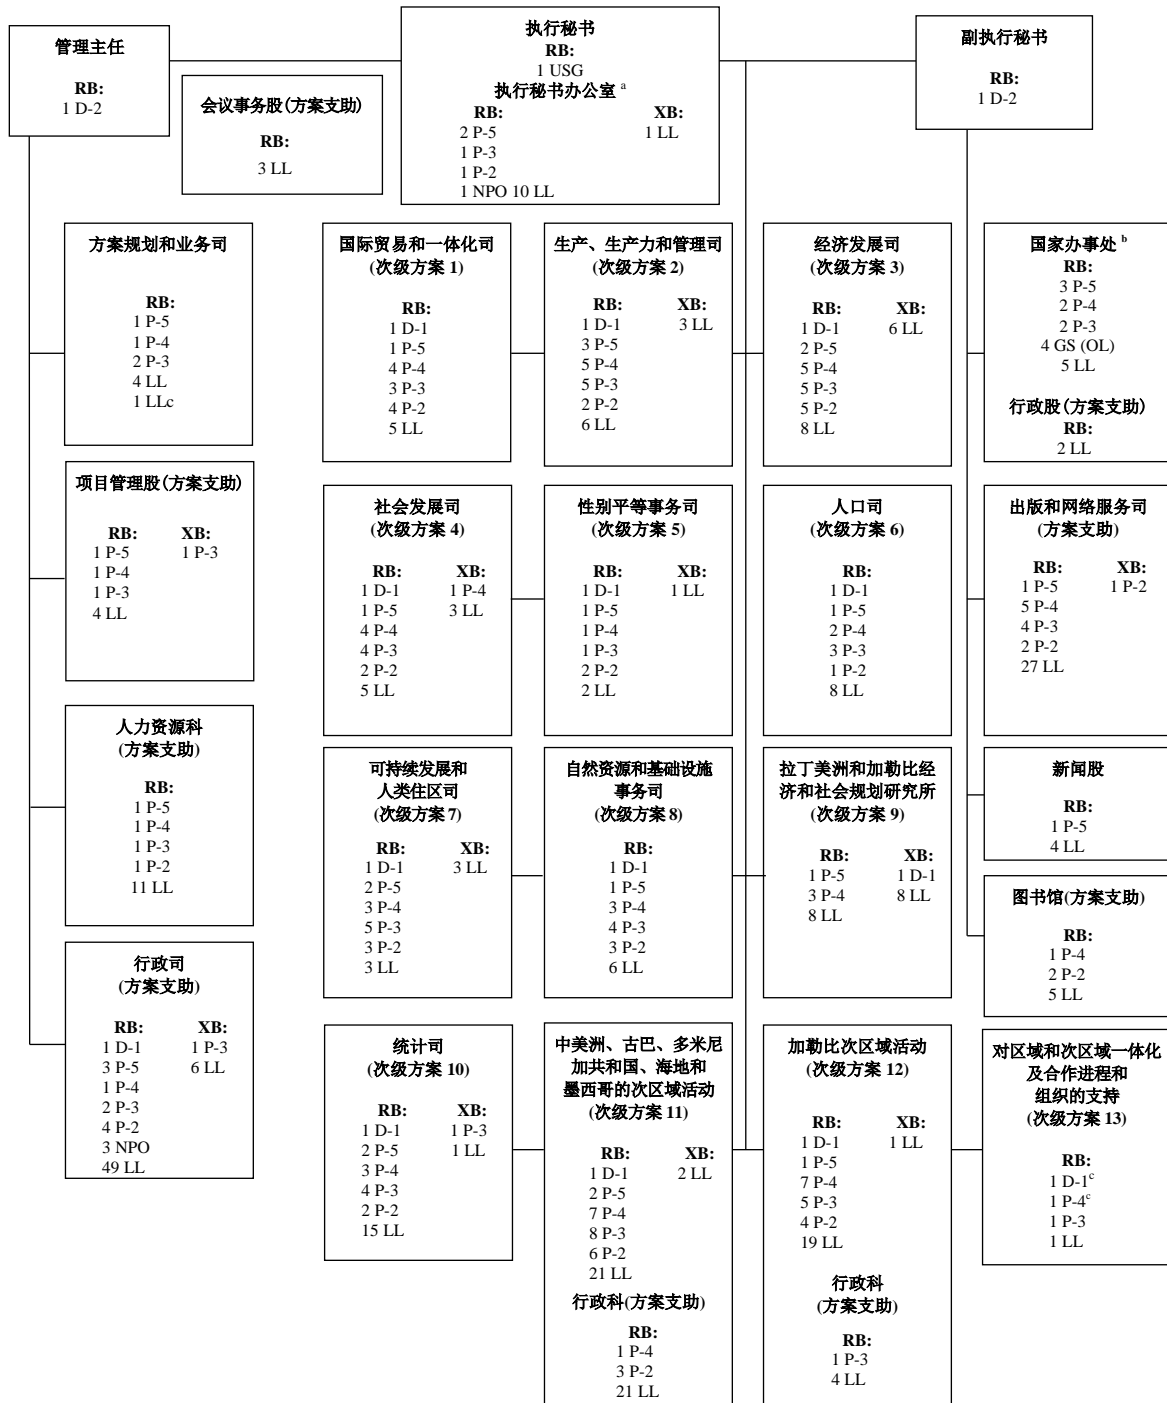 管理主任
RB:
1 D-2
会议事务股(方案支助)
RB:
3 LL
执行秘书
RB:
1 USG
执行秘书办公室 a
RB: XB:
2 P-5 1 LL
1 P-3
1 P-2
1 NPO 10 LL
副执行秘书
RB:
1 D-2
方案规划和业务司
RB:
1 P-5
1 P-4
2 P-3
4 LL
1 LLc
国际贸易和一体化司
(次级方案 1)
RB:
1 D-1
1 P-5
4 P-4
3 P-3
4 P-2
5 LL
生产、生产力和管理司
(次级方案 2)
RB: XB:
1 D-1 3 LL
3 P-5
5 P-4
5 P-3
2 P-2
6 LL
经济发展司
(次级方案 3)
RB: XB:
1 D-1 6 LL
2 P-5
5 P-4
5 P-3
5 P-2
8 LL
国家办事处 b
RB:
3 P-5
2 P-4
2 P-3
4 GS (OL)
5 LL
行政股(方案支助)
RB:
2 LL
项目管理股(方案支助)
RB: XB:
1 P-5 1 P-3
1 P-4
1 P-3
4 LL
社会发展司
(次级方案 4)
RB: XB:
1 D-1 1 P-4
1 P-5 3 LL
4 P-4
4 P-3
2 P-2
5 LL
性别平等事务司
(次级方案 5)
RB: XB:
1 D-1 1 LL
1 P-5
1 P-4
1 P-3
2 P-2
2 LL
人口司
(次级方案 6)
RB:
1 D-1
1 P-5
2 P-4
3 P-3
1 P-2
8 LL
出版和网络服务司
(方案支助)
RB: XB:
1 P-5 1 P-2
5 P-4
4 P-3
2 P-2
27 LL
人力资源科
(方案支助)
RB:
1 P-5
1 P-4
1 P-3
1 P-2
11 LL
可持续发展和
人类住区司
(次级方案 7)
RB: XB:
1 D-1 3 LL
2 P-5
3 P-4
5 P-3
3 P-2
3 LL
自然资源和基础设施
事务司
(次级方案 8)
RB:
1 D-1
1 P-5
3 P-4
4 P-3
3 P-2
6 LL
拉丁美洲和加勒比经
济和社会规划研究所
(次级方案 9)
RB: XB:
1 P-5 1 D-1
3 P-4 8 LL
8 LL
新闻股
RB:
1 P-5
4 LL
图书馆(方案支助)
RB:
1 P-4
2 P-2
5 LL
行政司
(方案支助)
RB: XB:
1 D-1 1 P-3
3 P-5 6 LL
1 P-4
2 P-3
4 P-2
3 NPO
49 LL
统计司
(次级方案 10)
RB: XB:
1 D-1 1 P-3
2 P-5 1 LL
3 P-4
4 P-3
2 P-2
15 LL
中美洲、古巴、多米尼
加共和国、海地和
墨西哥的次区域活动
(次级方案 11)
RB: XB:
1 D-1 2 LL
2 P-5
7 P-4
8 P-3
6 P-2
21 LL
行政科(方案支助)
RB:
1 P-4
3 P-2
21 LL
加勒比次区域活动
(次级方案 12)
RB: XB:
1 D-1 1 LL
1 P-5
7 P-4
5 P-3
4 P-2
19 LL
行政科
(方案支助)
RB:
1 P-3
4 LL
对区域和次区域一体化
及合作进程和
组织的支持
(次级方案 13)
RB:
1 D-1c
1 P-4c
1 P-3
1 LL